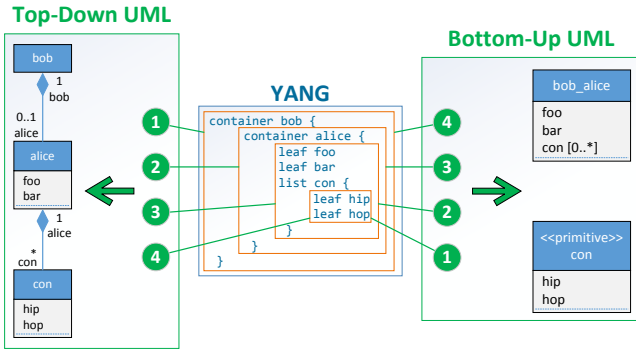 Top-Down UML
bob
1
bob
0..1
alice
alice
foo
bar
1
alice
*
con
con
hip
hop
1
2
3
4
YANG
container bob {
container alice {
leaf foo
leaf bar
list con {
leaf hip
leaf hop
}
}
}
4
3
2
1
Bottom-Up UML
bob_alice
foo
bar
con [0..*]
<<primitive>>
con
hip
hop